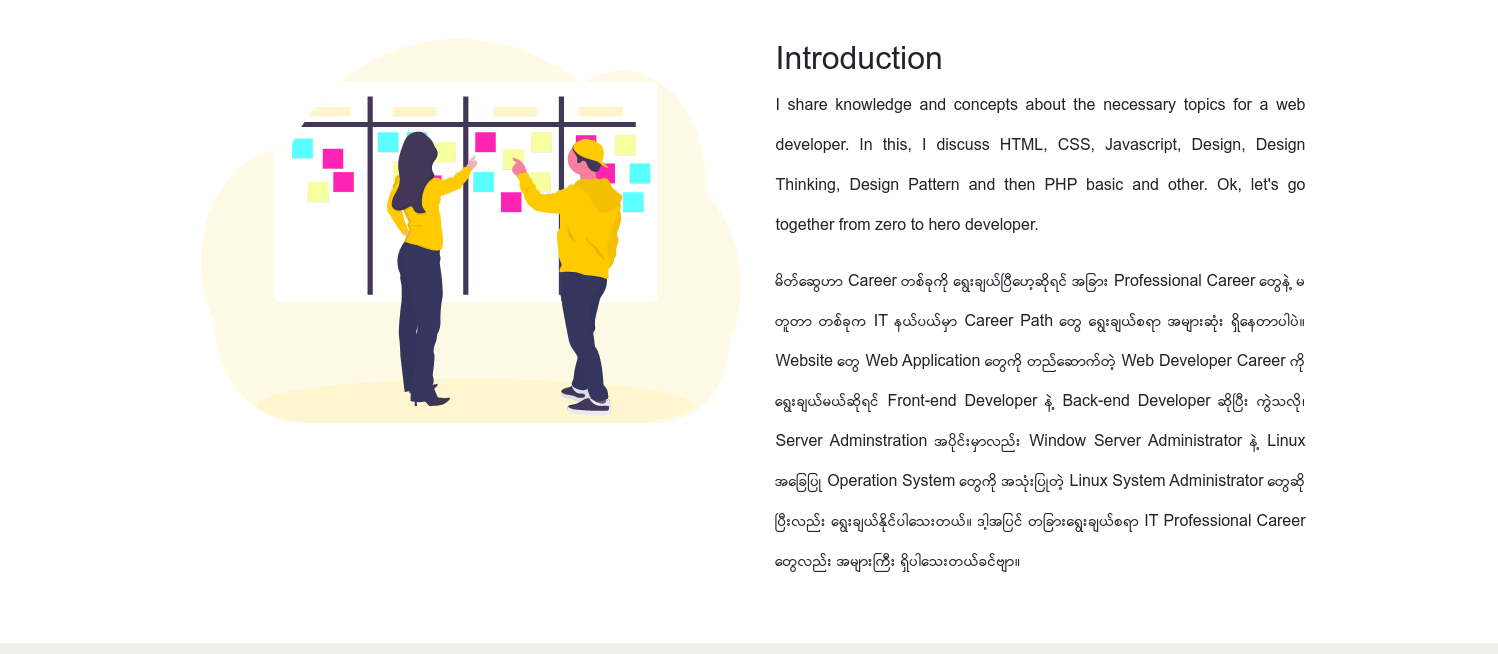 Introduction
I share knowledge and concepts about the necessary topics for a web
developer. In this, I discuss HTML, CSS, Javascript, Design, Design
Thinking, Design Pattern and then PHP basic and other. Ok, let's go
together from zero to hero developer.
မိတ်ဆွေဟာ Career တစ်ခုကို ရွေးချယ်ပြီဟေ့ဆိုရင် အခြား Professional Career တွေနဲ့ မ
တူတာ တစ်ခုက IT နယ်ပယ်မှာ Career Path တွေ ရွေးချယ်စရာ အများဆုံး ရှိနေတာပါပဲ။
Website တွေ Web Application တွေကို တည်ဆောက်တဲ့ Web Developer Career ကို
ရွေးချယ်မယ်ဆိုရင် Front-end Developer နဲ့ Back-end Developer ဆိုပြီး ကွဲသလို၊
Server Adminstration အပိုင်းမှာလည်း Window Server Administrator နဲ့ Linux
အခြေပြု Operation System တွေကို အသုံးပြုတဲ့ Linux System Administrator တွေဆို
ပြီးလည်း ရွေးချယ်နိုင်ပါသေးတယ်။ ဒါ့အပြင် တခြားရွေးချယ်စရာ IT Professional Career
တွေလည်း အများကြီး ရှိပါသေးတယ်ခင်ဗျာ။